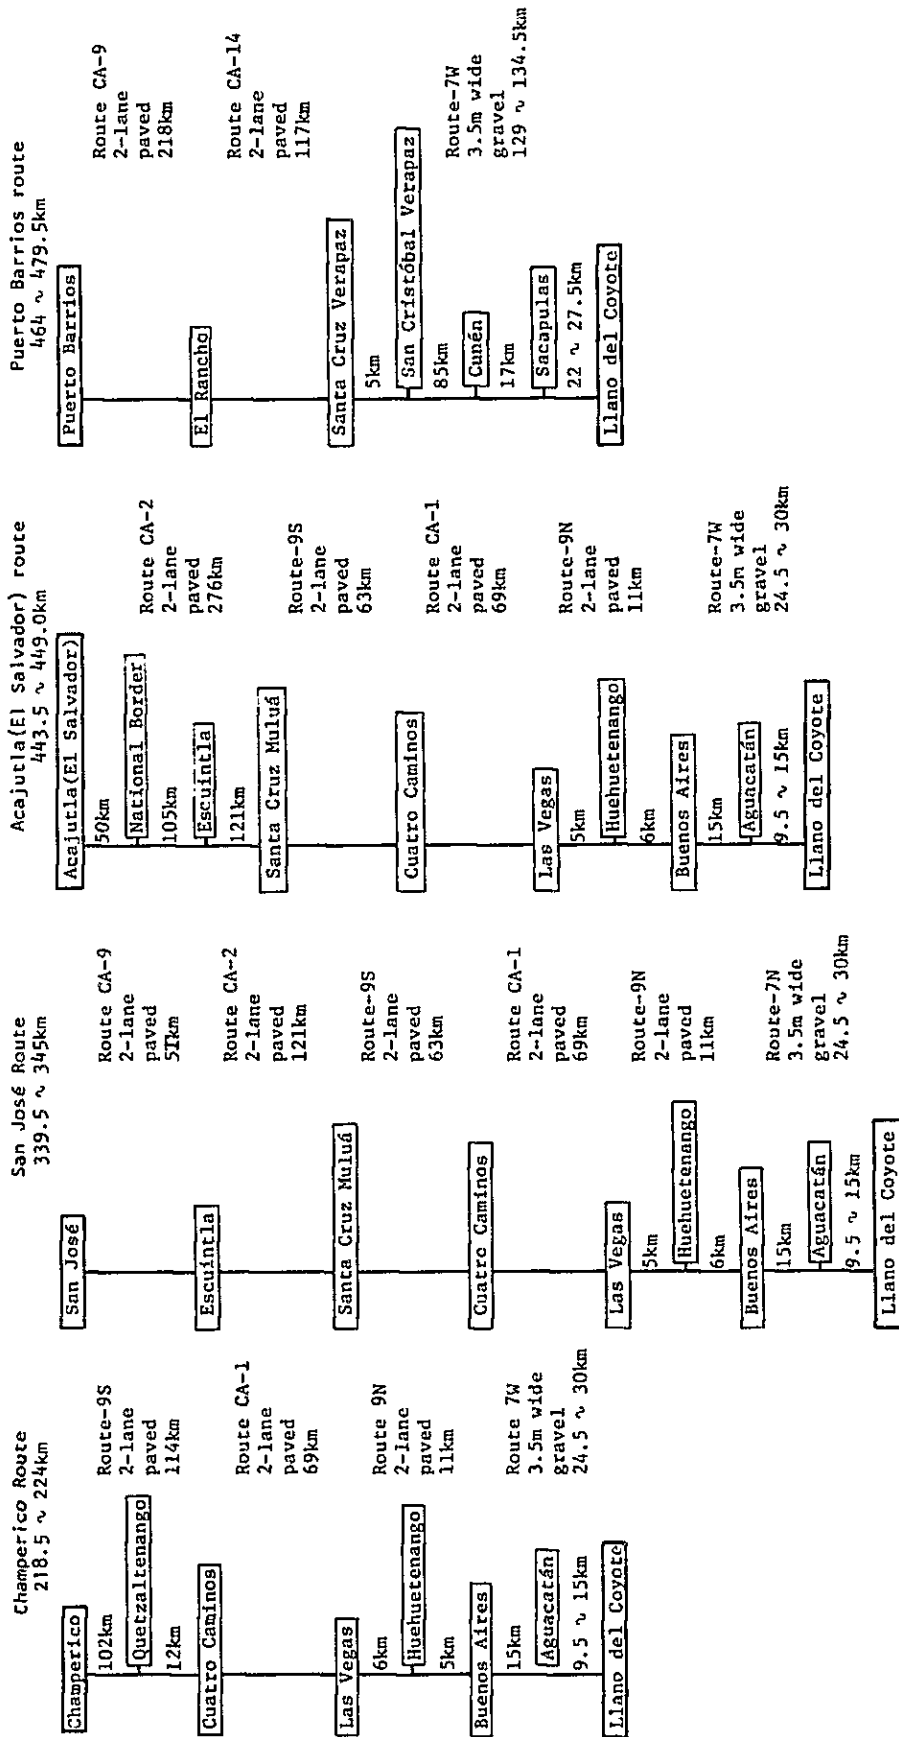 Champerico Route
218.5 ~ 224km
Champerico
102km
Quetzaltenango
12km
Cuatro Caminos
Las Vegas
6km
Huehuetenango
5km
Buenos Aires
15km
Aguacatán
9.5 ~ 15km
Llano del Coyote
Route-9S
2-lane
paved
114km
Route CA-1
2-lane
paved
69km
Route 9N
2-lane
paved
11km
Route 7W
3.5m wide
gravel
24.5 ~ 30km
San José Route
339.5 ~ 345km
San José
Escuintla
Santa Cruz Muluá
Cuatro Caminos
Las Vegas
5km
Huehuetenango
6km
Buenos Aires
15km
Aguacatán
9.5 ~ 15km
Llano del Coyote
Route CA-9
2-lane
paved
51km
Route CA-2
2-lane
paved
121km
Route-9S
2-lane
paved
63km
Route CA-1
2-lane
paved
69km
Route-9N
2-lane
paved
11km
Route-7N
3.5m wide
gravel
24.5 ~ 30km
Acajutla(El Salvador) route
443.5 ~ 449.0km
Acajutla(El Salvador)
50km
National Border
105km
Escuintla
121km
Santa Cruz Muluá
Cuatro Caminos
Las Vegas
5km
Huehuetenango
6km
Buenos Aires
15km
Aguacatán
9.5 ~ 15km
Llano del Coyote
Route CA-2
2-lane
paved
276km
Route-9S
2-lane
paved
63km
Route CA-1
2-lane
paved
69km
Route-9N
2-lane
paved
11km
Route-7W
3.5m wide
gravel
24.5 ~ 30km
Puerto Barrios route
464 ~ 479.5km
Puerto Barrios
El Rancho
Santa Cruz Verapaz
5km
San Cristóbal Verapaz
85km
Cunén
17km
Sacapulas
22 ~ 27.5km
Llano del Coyote
Route CA-9
2-lane
paved
218km
Route CA-14
2-lane
paved
117km
Route-7W
3.5m wide
gravel
129 ~ 134.5km